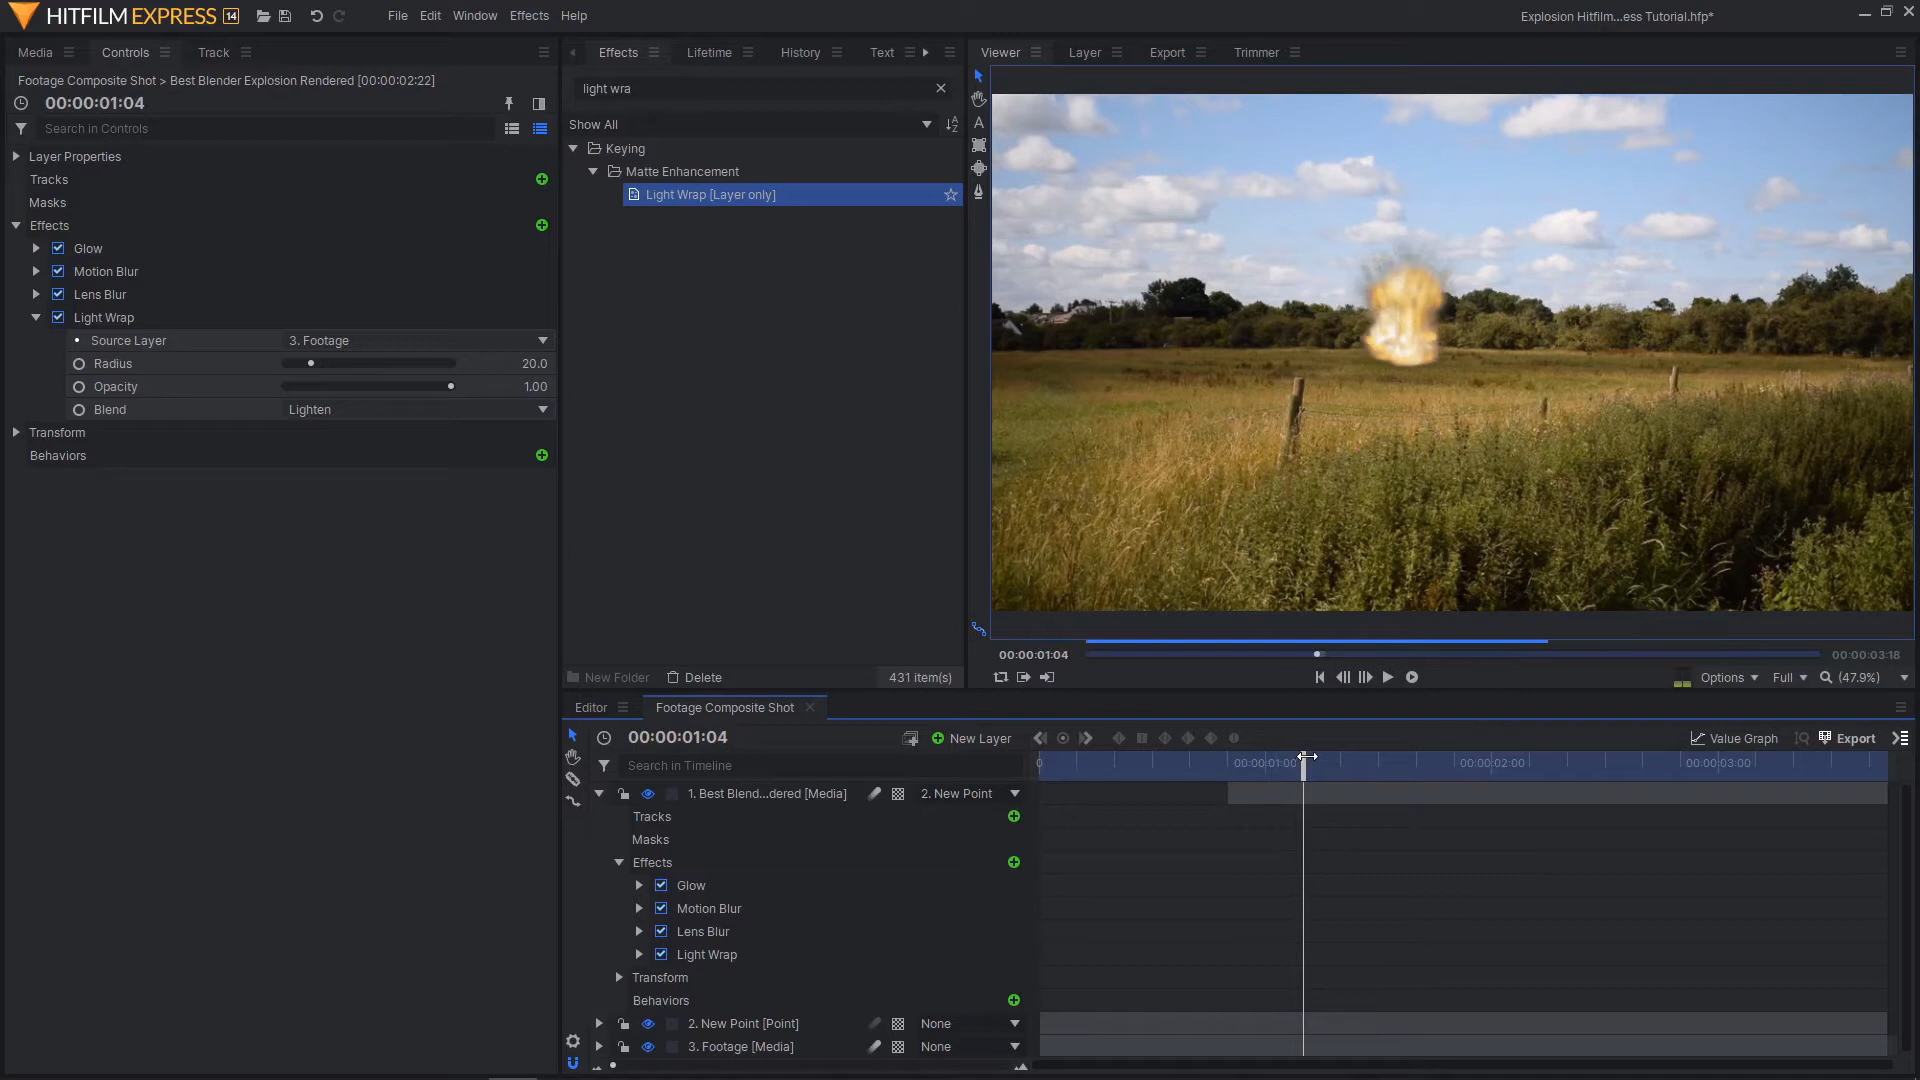 HITFILM EXPRESS 14
File Edit Window Effects Help
Explosion Hitfilm...ess Tutorial.hfp*
Media Controls Track
Footage Composite Shot > Best Blender Explosion Rendered [00:00:02:22]
00:00:01:04
Search in Controls
Layer Properties
Tracks
Masks
Effects
Glow
Motion Blur
Lens Blur
Light Wrap
Source Layer 3. Footage
Radius 20.0
Opacity 1.00
Blend Lighten
Transform
Behaviors
Effects Lifetime History Text
light wra
Show All
Keying
Matte Enhancement
Light Wrap [Layer only]
New Folder Delete 431 item(s)
Viewer Layer Export Trimmer
A
00:00:01:04 00:00:03:18
Options Full (47.9%)
Editor Footage Composite Shot
00:00:01:04 New Layer Value Graph Export
Search in Timeline
0 00:00:01:00 00:00:02:00 00:00:03:00
1. Best Blend...dered [Media] 2. New Point
Tracks
Masks
Effects
Glow
Motion Blur
Lens Blur
Light Wrap
Transform
Behaviors
2. New Point [Point] None
3. Footage [Media] None